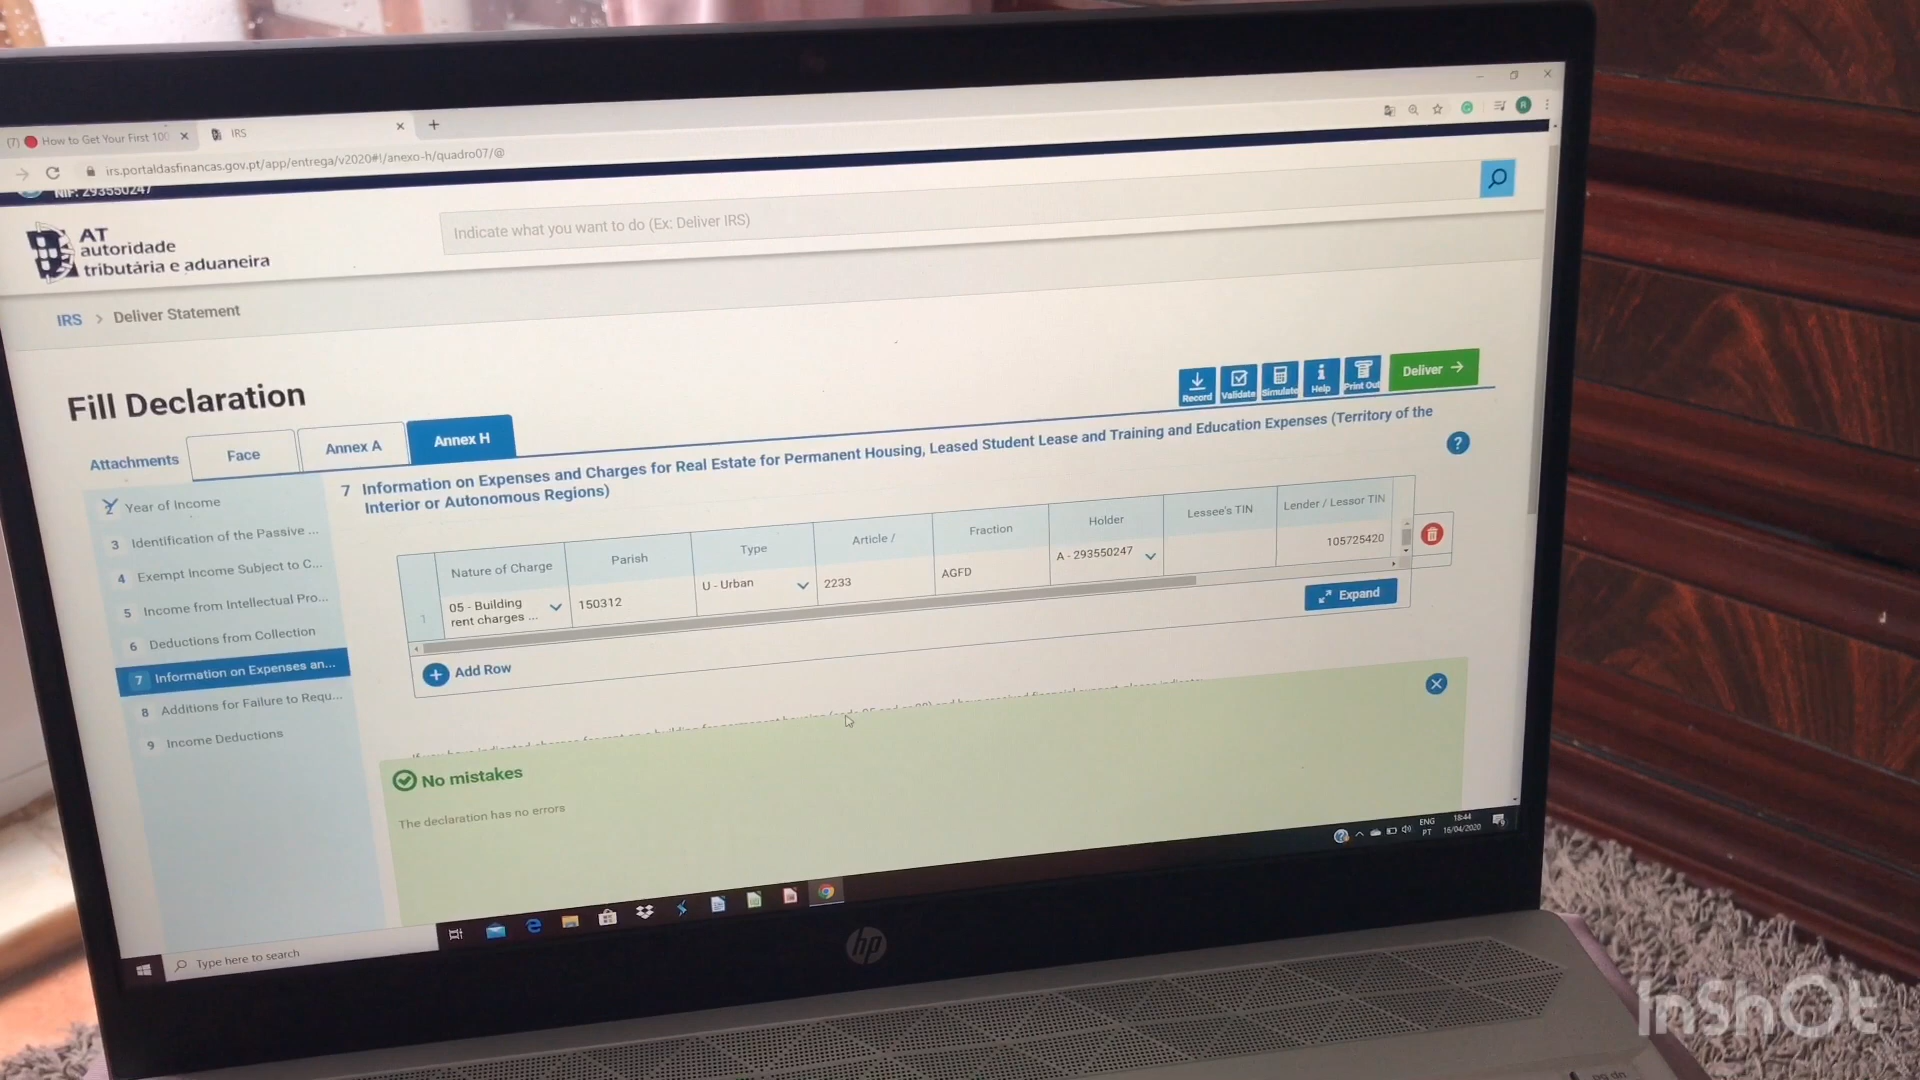 (7) How to Get Your First 100
IRS
irs.portaldasfinancas.gov.pt/app/entrega/v2020#!/anexo-h/quadro07/@
R
NIF: 293550247
AT
autoridade
tributária e aduaneira
Indicate what you want to do (Ex: Deliver IRS)
IRS > Deliver Statement
Fill Declaration
Record
Validate
Simulate
Help
Print Out
Deliver
Attachments
Face
Annex A
Annex H
Year of Income
3 Identification of the Passive ...
4 Exempt Income Subject to C...
5 Income from Intellectual Pro...
6 Deductions from Collection
7 Information on Expenses an...
8 Additions for Failure to Requ...
9 Income Deductions
7 Information on Expenses and Charges for Real Estate for Permanent Housing, Leased Student Lease and Training and Education Expenses (Territory of the
Interior or Autonomous Regions)
?
Nature of Charge
Parish
Type
Article /
Fraction
Holder
Lessee's TIN
Lender / Lessor TIN
1
05 - Building
rent charges ...
150312
U - Urban
2233
AGFD
A - 293550247
105725420
Expand
Add Row
No mistakes
The declaration has no errors
ENG
PT
18:44
16/04/2020
Type here to search
hp
InShOt